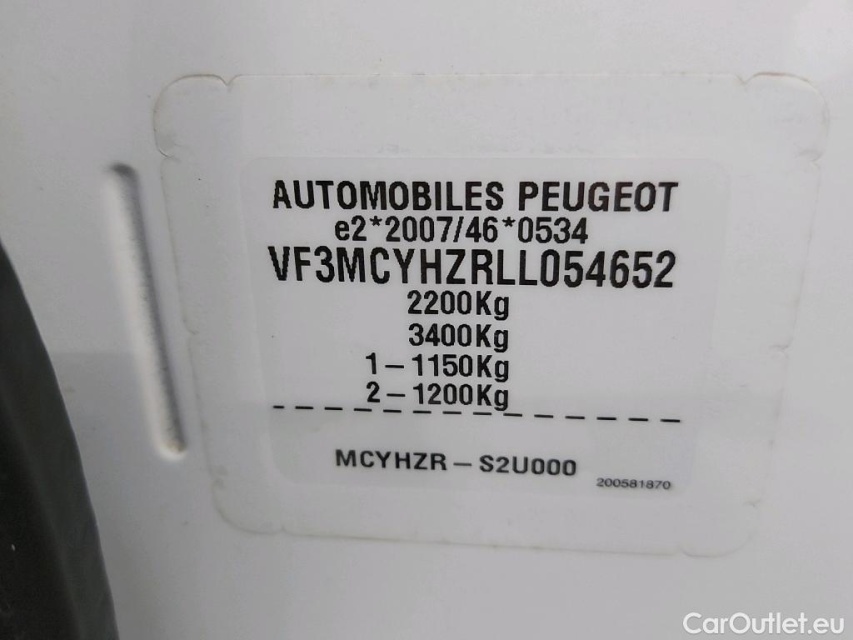 AUTOMOBILES PEUGEOT
e2*2007/46*0534
VF3MCYHZRLL054652
2200Kg
3400Kg
1-1150Kg
2-1200Kg
MCYHZR-S2U000
200581870
CarOutlet.eu